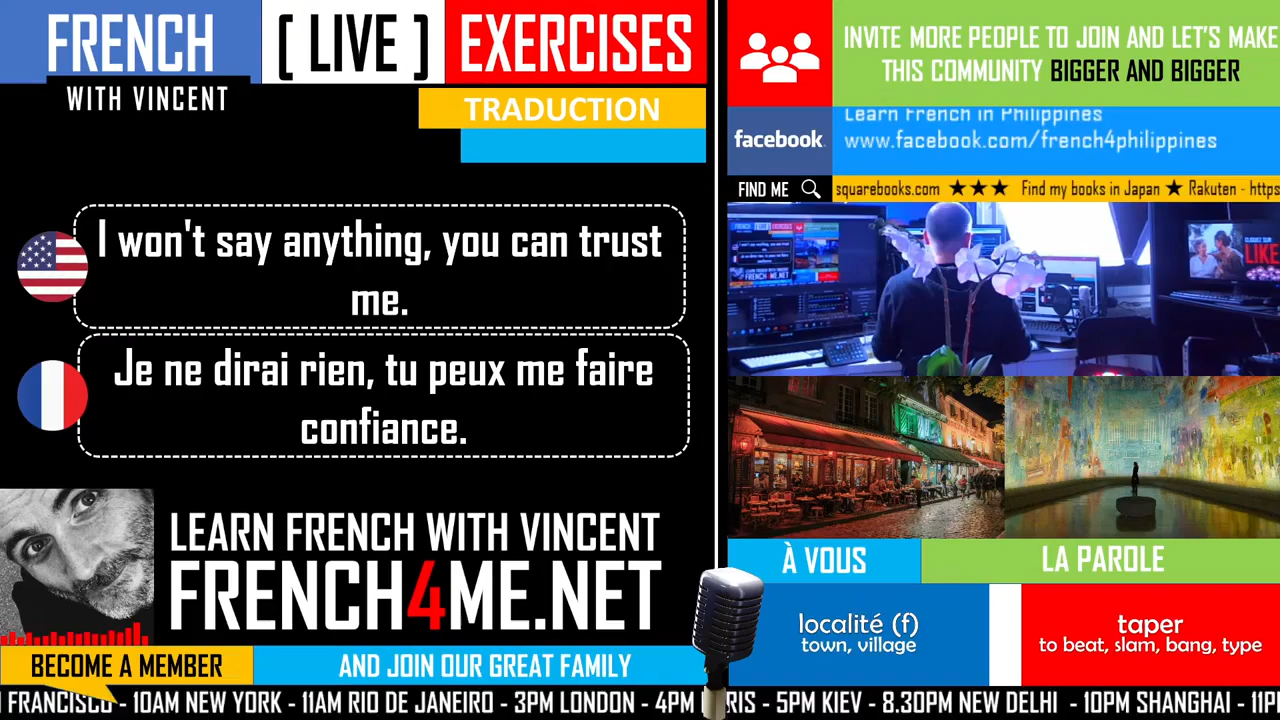 FRENCH
WITH VINCENT
[ LIVE ]
EXERCISES
TRADUCTION
I won't say anything, you can trust
me.
Je ne dirai rien, tu peux me faire
confiance.
LEARN FRENCH WITH VINCENT
FRENCH4ME.NET
BECOME A MEMBER
AND JOIN OUR GREAT FAMILY
INVITE MORE PEOPLE TO JOIN AND LET'S MAKE
THIS COMMUNITY BIGGER AND BIGGER
facebook.
Learn French in Philippines
www.facebook.com/french4philippines
FIND ME
squarebooks.com ★★★ Find my books in Japan ★ Rakuten - https
CLIQUEZ SUR
LIKE
À VOUS
LA PAROLE
localité (f)
town, village
taper
to beat, slam, bang, type
FRANCISCO - 10AM NEW YORK - 11AM RIO DE JANEIRO - 3PM LONDON - 4PM RIS - 5PM KIEV - 8.30PM NEW DELHI - 10PM SHANGHAI - 11P